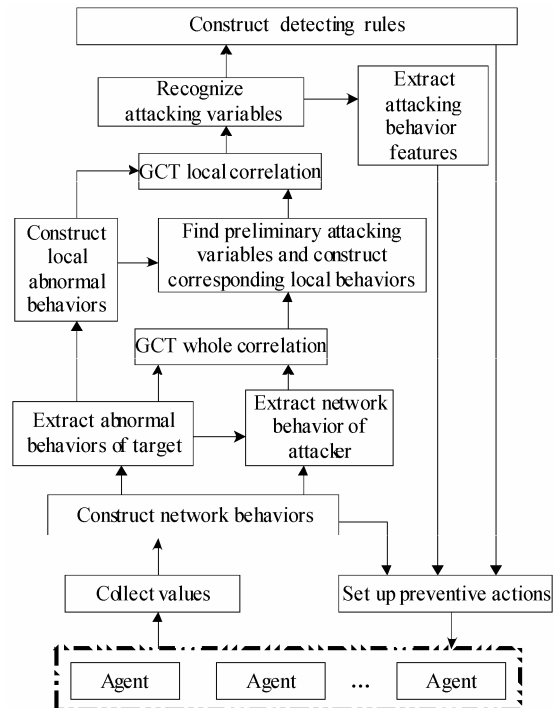 Construct detecting rules
Recognize
attacking variables
Extract
attacking
behavior
features
GCT local correlation
Construct
local
abnormal
behaviors
Find preliminary attacking
variables and construct
corresponding local behaviors
GCT whole correlation
Extract abnormal
behaviors of target
Extract network
behavior of
attacker
Construct network behaviors
Collect values
Set up preventive actions
Agent
Agent
...
Agent